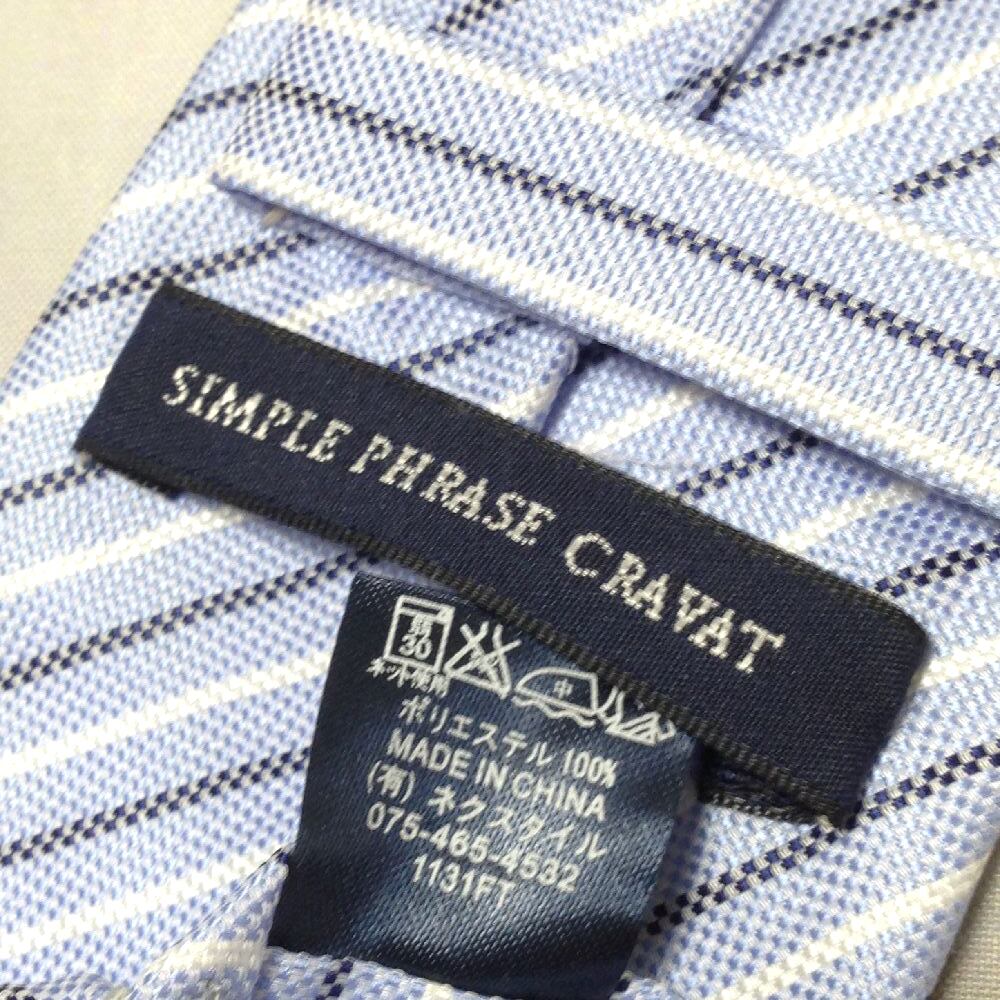 SIMPLE PHRASE CRAVAT
弱
30
中
ネット使用
ポリエステル 100%
MADE IN CHINA
(有) ネクスタイル
075-465-4532
1131FT